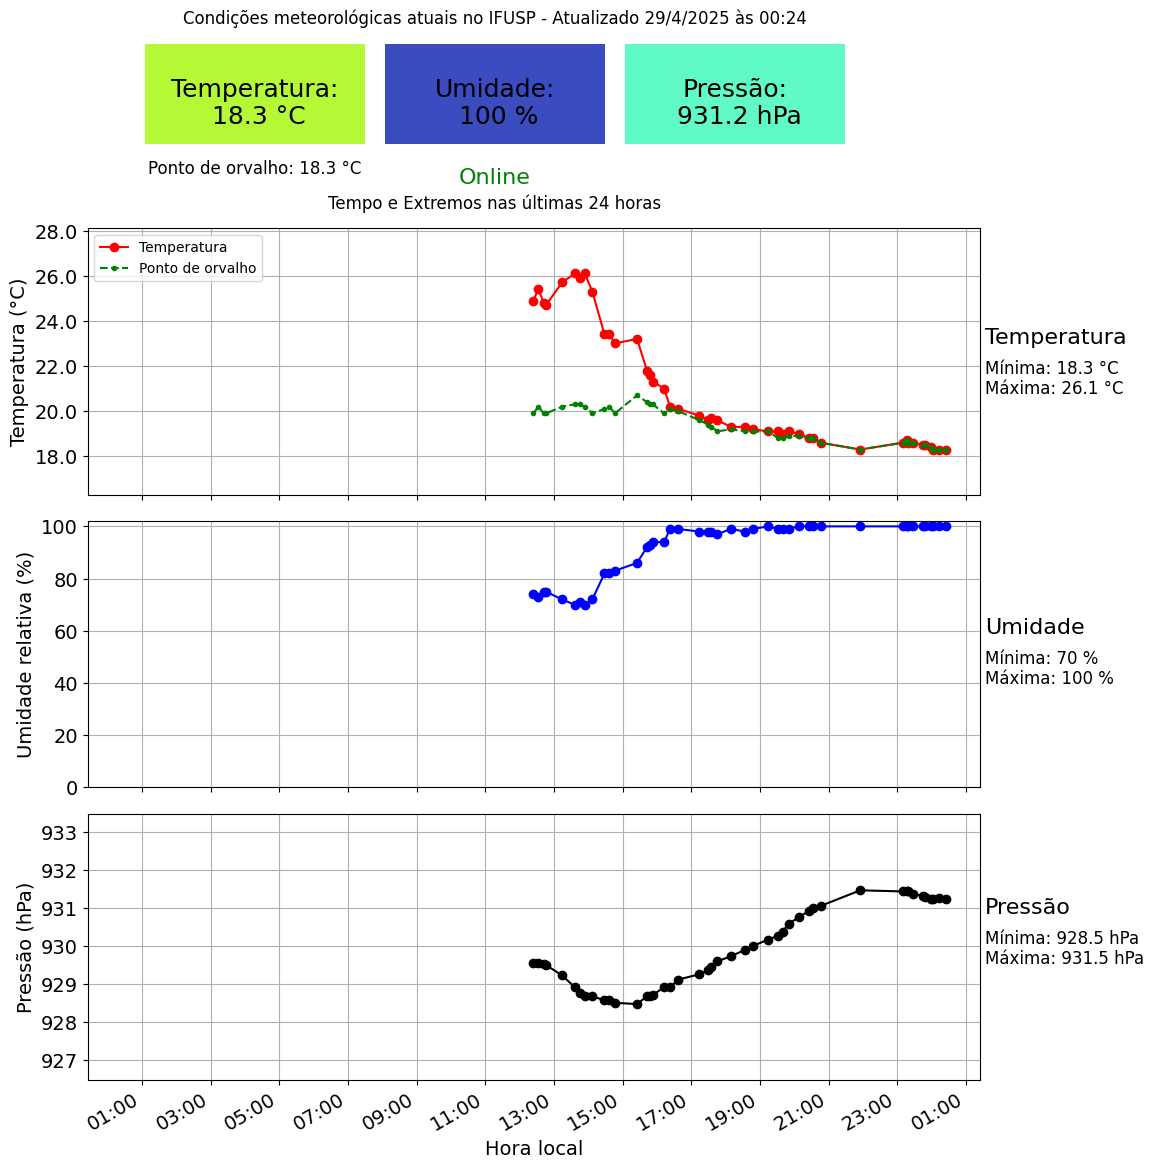 Condições meteorológicas atuais no IFUSP - Atualizado 29/4/2025 às 00:24
Temperatura:
18.3 °C
Umidade:
100 %
Pressão:
931.2 hPa
Ponto de orvalho: 18.3 °C
Online
Tempo e Extremos nas últimas 24 horas
Temperatura (°C)
28.0
26.0
24.0
22.0
20.0
18.0
Temperatura
Ponto de orvalho
Temperatura
Mínima: 18.3 °C
Máxima: 26.1 °C
Umidade relativa (%)
100
80
60
40
20
0
Umidade
Mínima: 70 %
Máxima: 100 %
Pressão (hPa)
933
932
931
930
929
928
927
Pressão
Mínima: 928.5 hPa
Máxima: 931.5 hPa
01:00 03:00 05:00 07:00 09:00 11:00 13:00 15:00 17:00 19:00 21:00 23:00 01:00
Hora local